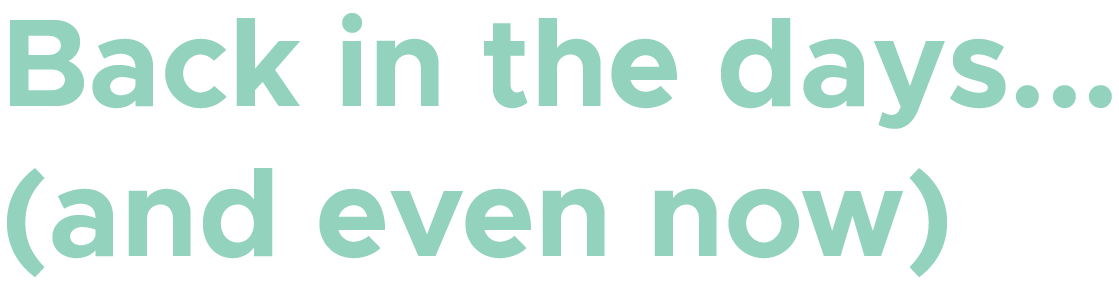 Back in the days...
(and even now)